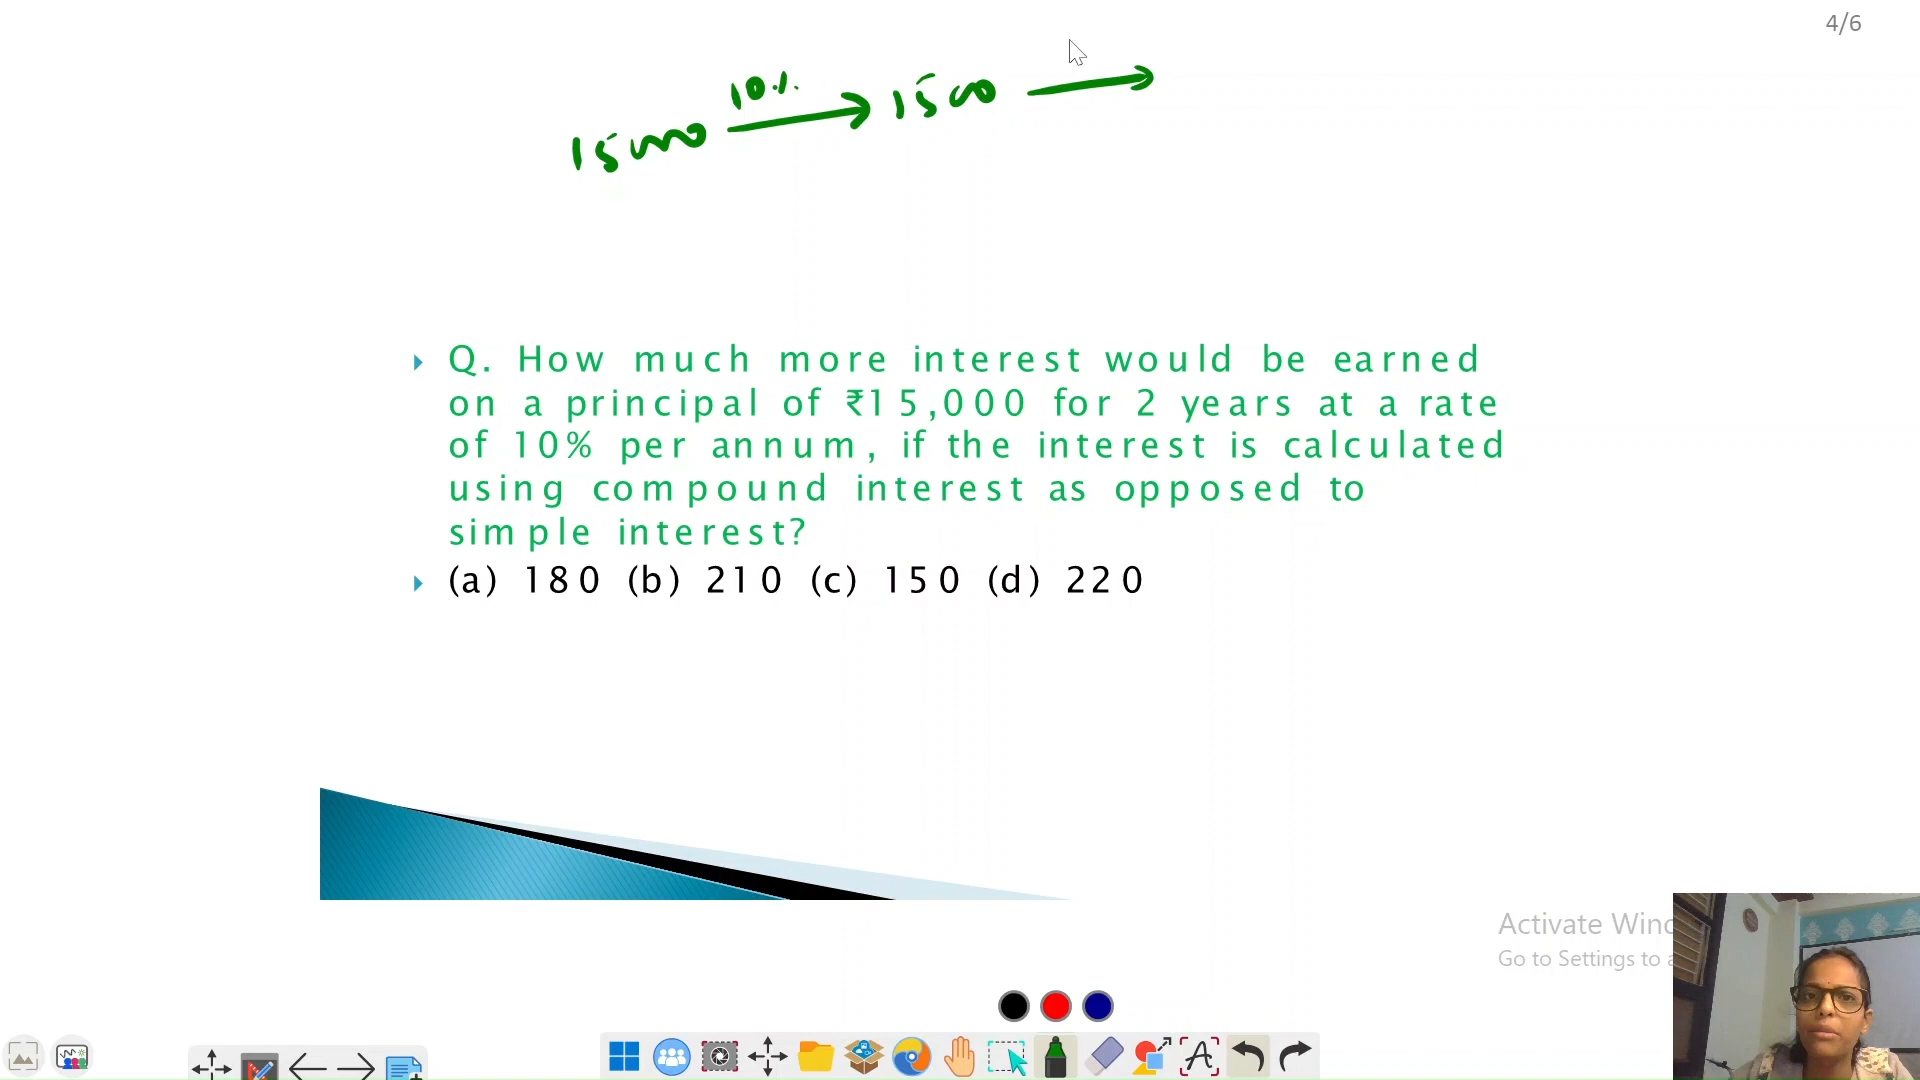 4/6
10%
15000 → 1500 →
Q. How much more interest would be earned
on a principal of ₹15,000 for 2 years at a rate
of 10% per annum, if the interest is calculated
using compound interest as opposed to
simple interest?
(a) 180 (b) 210 (c) 150 (d) 220
Activate Wind
Go to Settings to a